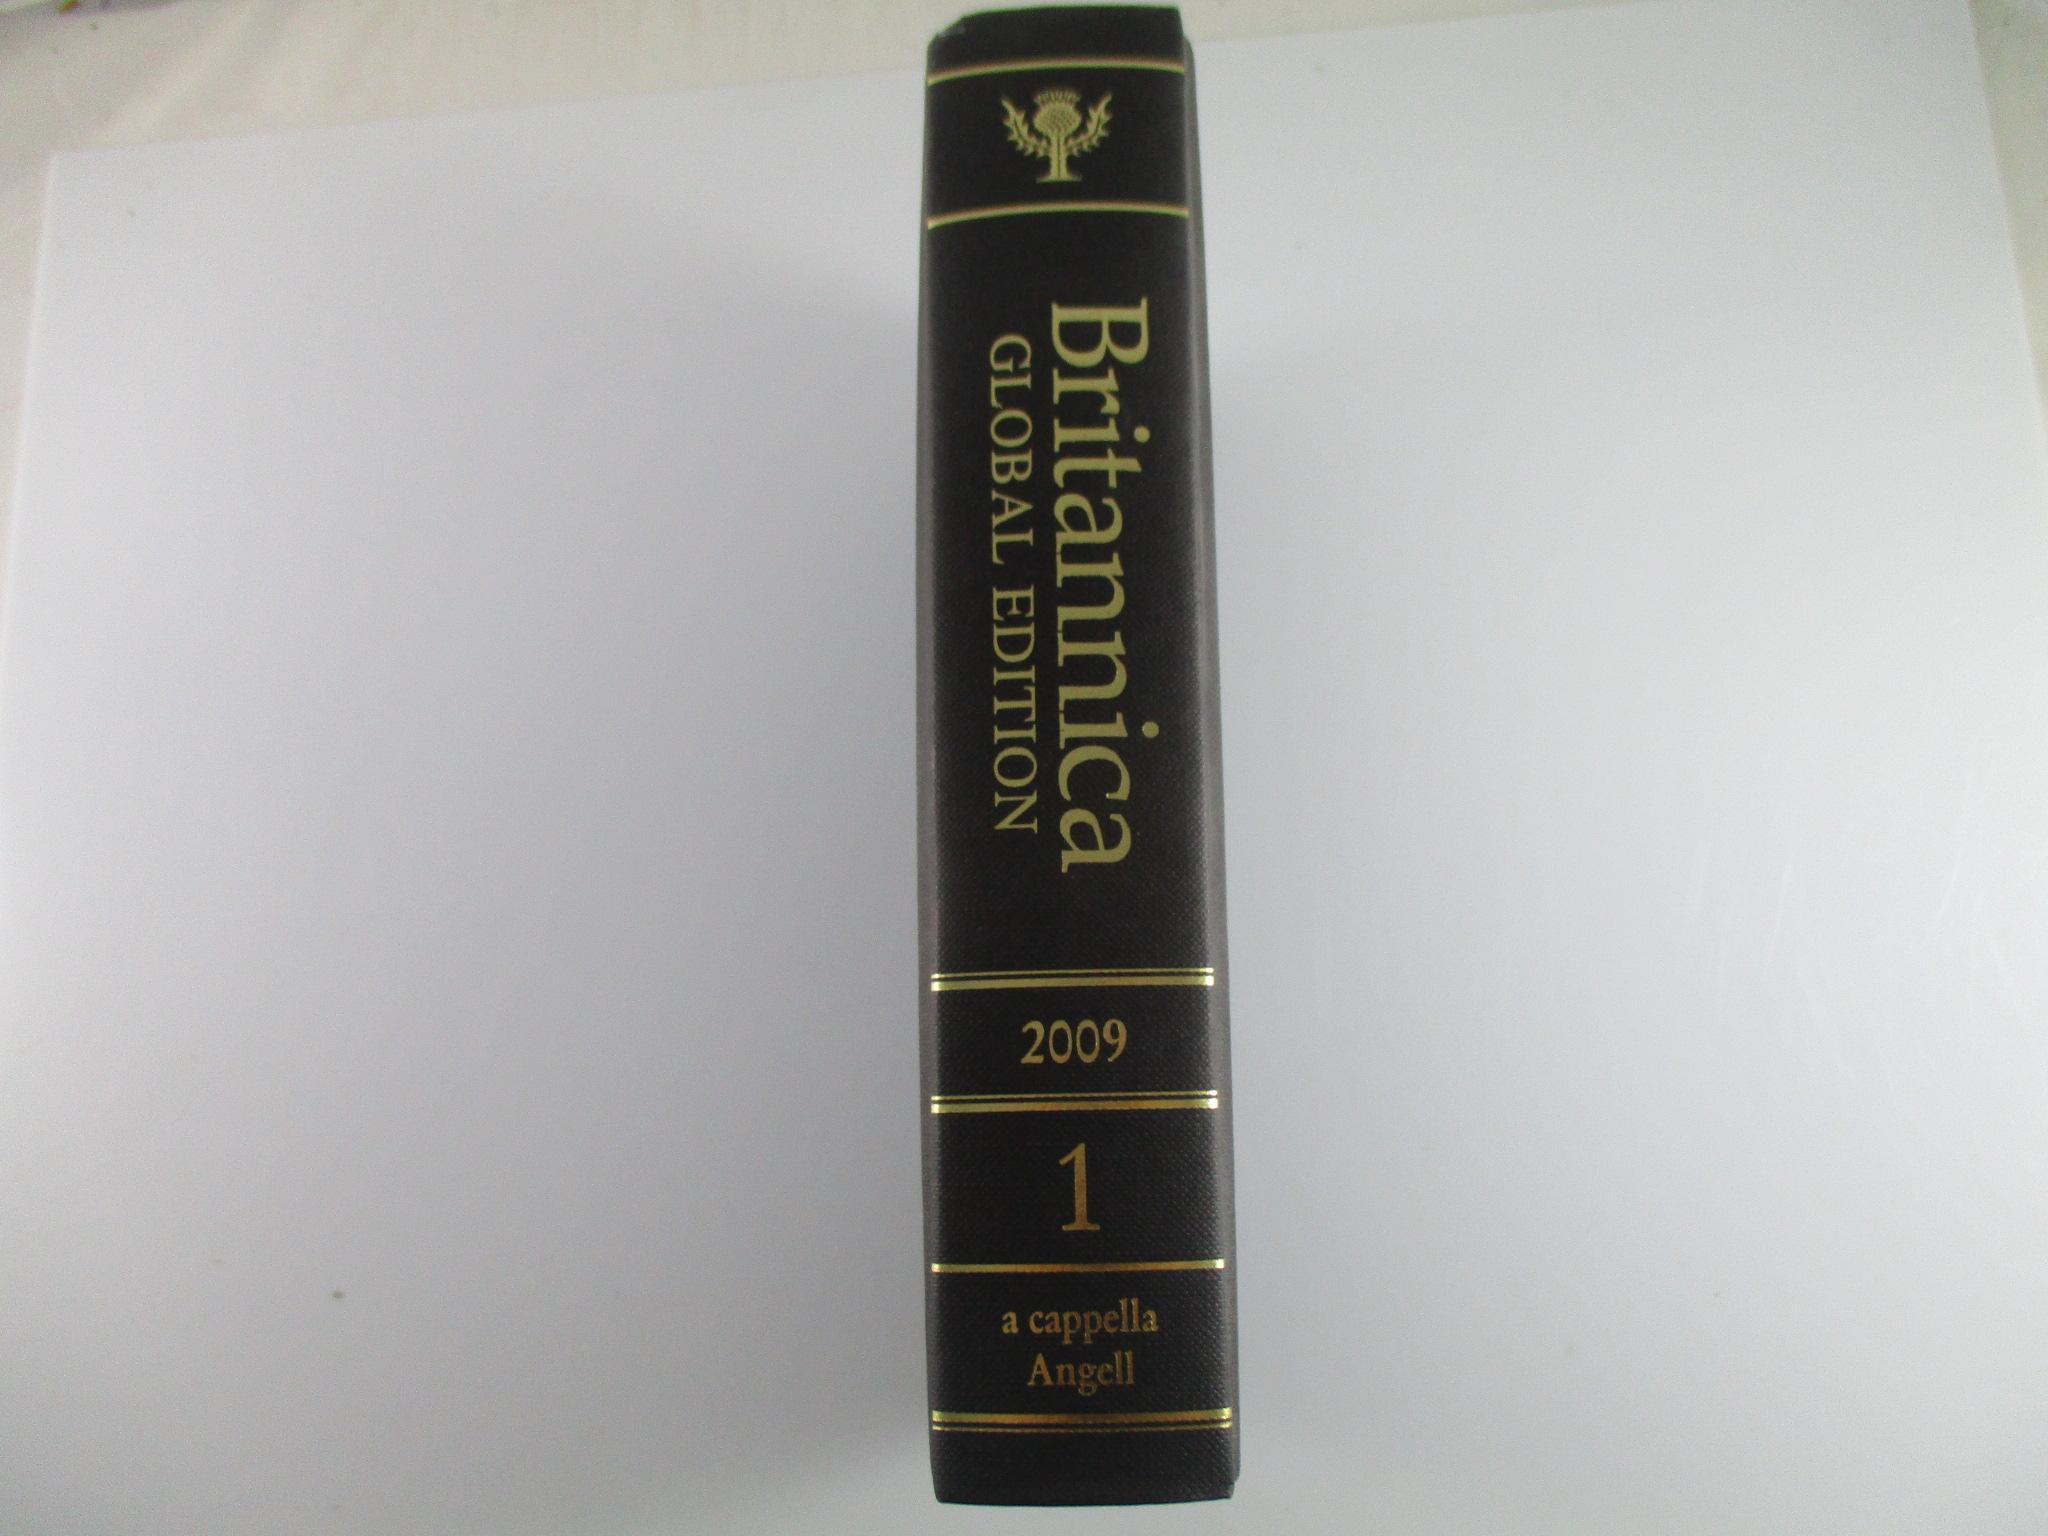 Britannica
GLOBAL EDITION
2009
1
a cappella
Angell